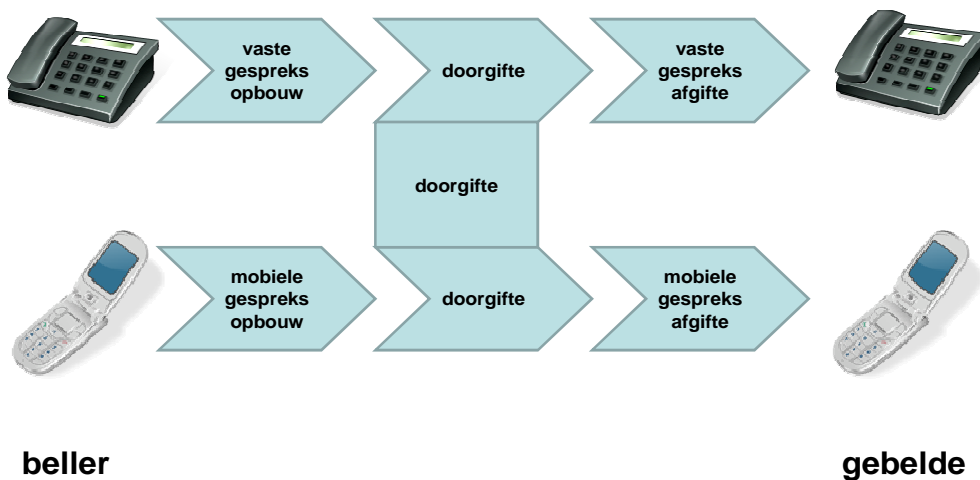 vaste
gespreks
opbouw
doorgifte
vaste
gespreks
afgifte
doorgifte
mobiele
gespreks
opbouw
doorgifte
mobiele
gespreks
afgifte
beller
gebelde